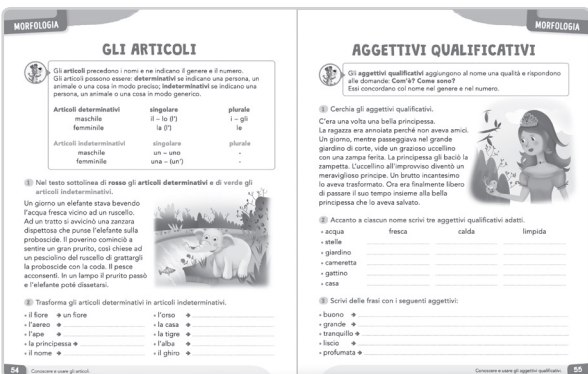 MORFOLOGIA
GLI ARTICOLI
Gli articoli precedono i nomi e ne indicano il genere e il numero.
Gli articoli possono essere: determinativi se indicano una persona, un
animale o una cosa in modo preciso; indeterminativi se indicano una
persona, un animale o una cosa in modo generico.
Articoli determinativi singolare plurale
maschile il – lo (l') i – gli
femminile la (l') le
Articoli indeterminativi singolare plurale
maschile un – uno -
femminile una – (un') -
1 Nel testo sottolinea di rosso gli articoli determinativi e di verde gli
articoli indeterminativi.
Un giorno un elefante stava bevendo
l'acqua fresca vicino ad un ruscello.
Ad un tratto si avvicinò una zanzara
dispettosa che punse l'elefante sulla
proboscide. Il poverino cominciò a
sentire un gran prurito, così chiese ad
un pesciolino del ruscello di grattargli
la proboscide con la coda. Il pesce
acconsentì. In un lampo il prurito passò
e l'elefante poté dissetarsi.
2 Trasforma gli articoli determinativi in articoli indeterminativi.
• il fiore ➔ un fiore
• l'aereo ➔
• l'ape ➔
• la principessa ➔
• il nome ➔
• l'orso ➔
• la casa ➔
• la tigre ➔
• l'alba ➔
• il ghiro ➔
54 Conoscere e usare gli articoli.
MORFOLOGIA
AGGETTIVI QUALIFICATIVI
Gli aggettivi qualificativi aggiungono al nome una qualità e rispondono
alle domande: Com'è? Come sono?
Essi concordano col nome nel genere e nel numero.
1 Cerchia gli aggettivi qualificativi.
C'era una volta una bella principessa.
La ragazza era annoiata perché non aveva amici.
Un giorno, mentre passeggiava nel grande
giardino di corte, vide un grazioso uccellino
con una zampa ferita. La principessa gli baciò la
zampetta. L'uccellino all'improvviso diventò un
meraviglioso principe. Un brutto incantesimo
lo aveva trasformato. Ora era finalmente libero
di passare il suo tempo insieme alla bella
principessa che lo aveva salvato.
2 Accanto a ciascun nome scrivi tre aggettivi qualificativi adatti.
• acqua fresca calda limpida
• stelle
• giardino
• cameretta
• gattino
• casa
3 Scrivi delle frasi con i seguenti aggettivi:
• buono ➔
• grande ➔
• tranquillo ➔
• liscio ➔
• profumata ➔
Conoscere e usare gli aggettivi qualificativi. 55